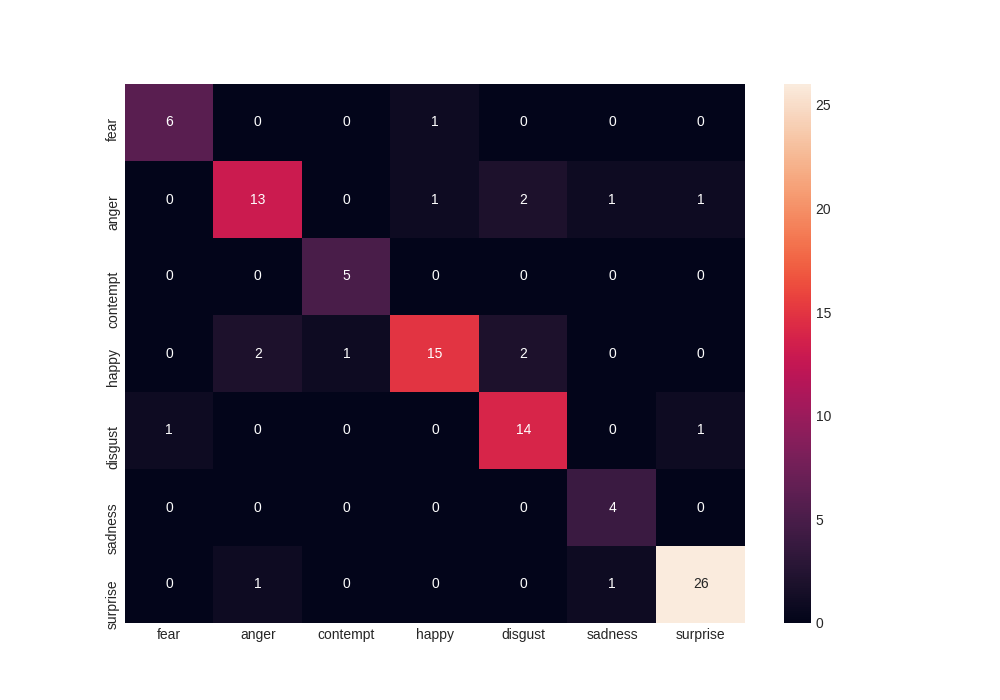 25
fear 6 0 0 1 0 0 0
anger 0 13 0 1 2 1 1
20
contempt 0 0 5 0 0 0 0
15
happy 0 2 1 15 2 0 0
10
disgust 1 0 0 0 14 0 1
5
sadness 0 0 0 0 0 4 0
surprise 0 1 0 0 0 1 26
0
fear anger contempt happy disgust sadness surprise